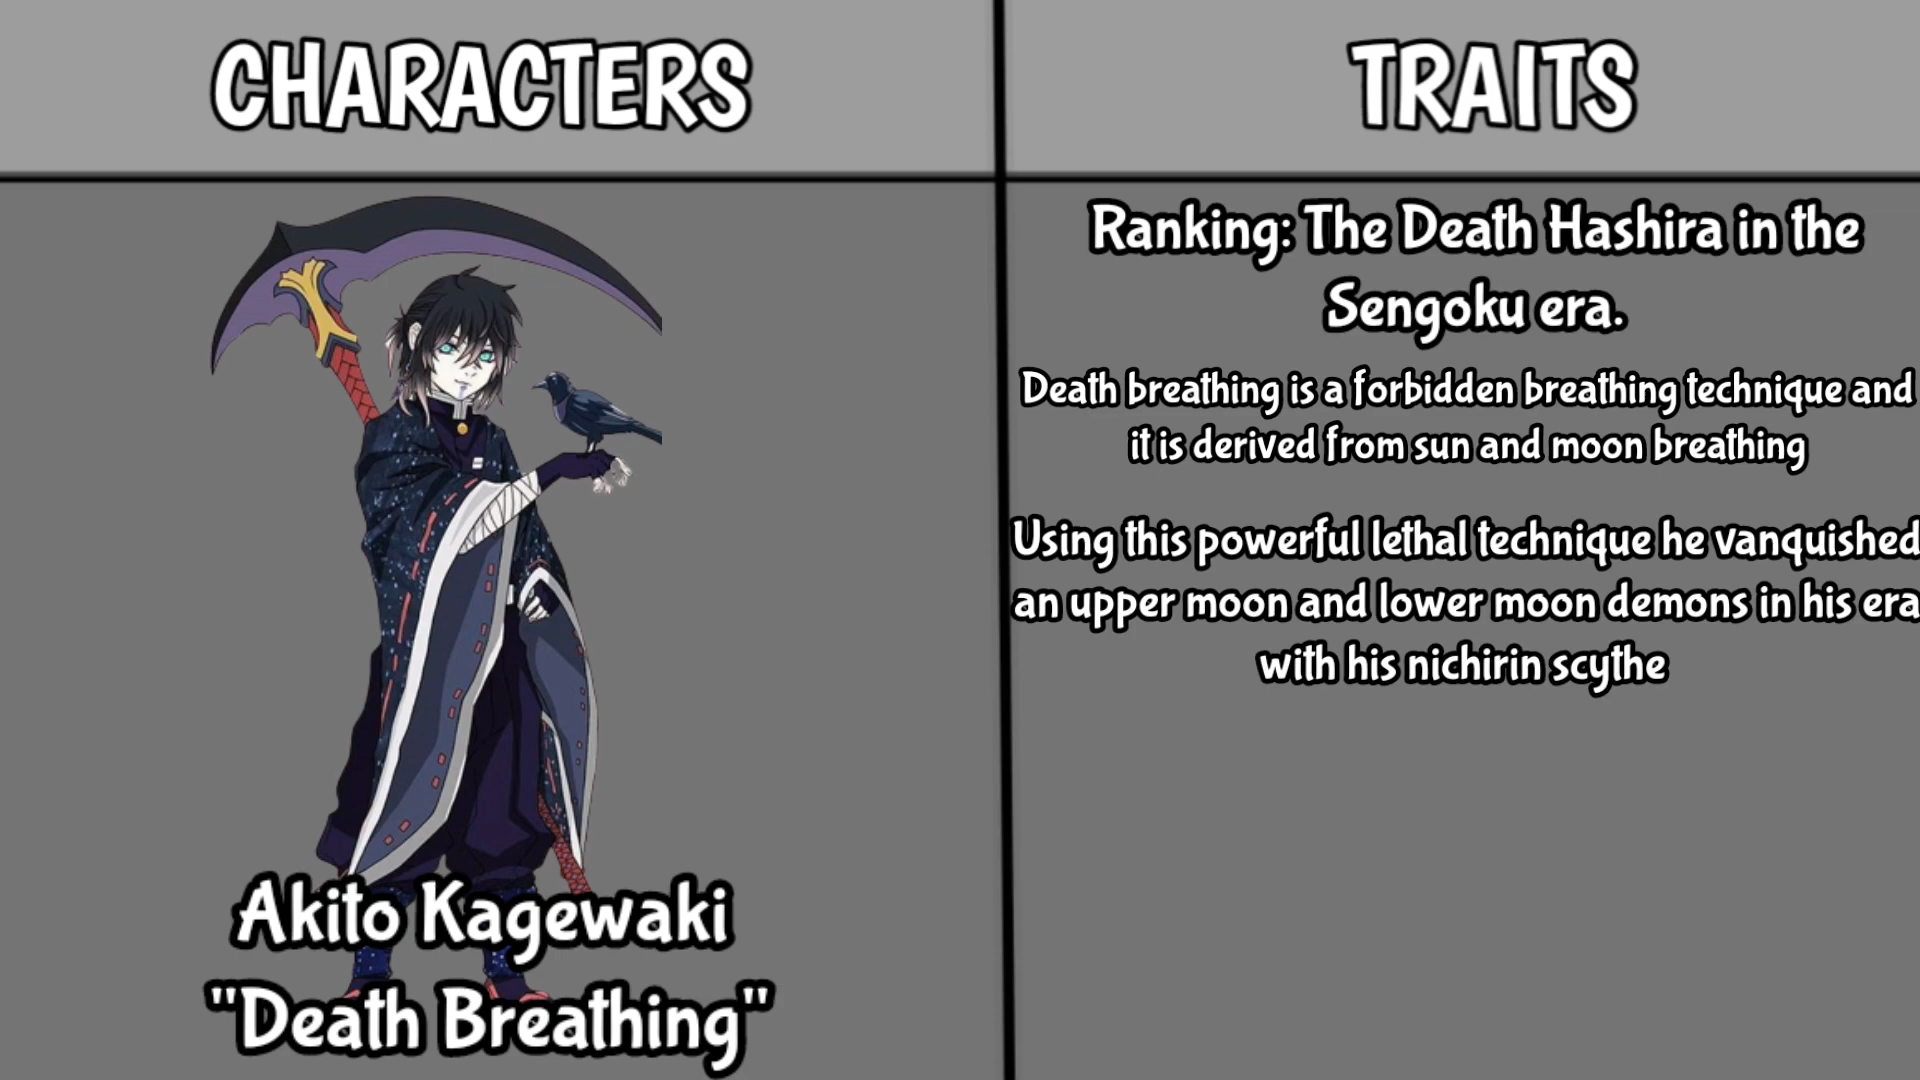 CHARACTERS
TRAITS
Akito Kagewaki
"Death Breathing"
Ranking: The Death Hashira in the
Sengoku era.
Death breathing is a forbidden breathing technique and
it is derived from sun and moon breathing
Using this powerful lethal technique he vanquished
an upper moon and lower moon demons in his era
with his nichirin scythe